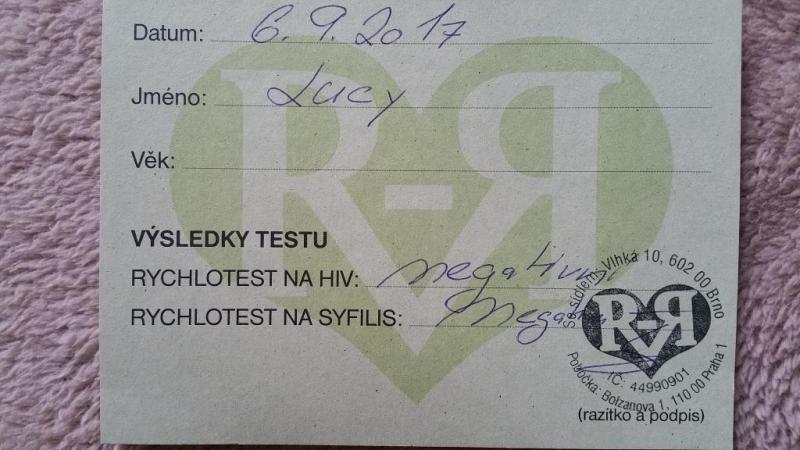 Datum: 6. 9. 2017
Jméno: Lucy
Věk:
R-R
VÝSLEDKY TESTU
RYCHLOTEST NA HIV: negativní
RYCHLOTEST NA SYFILIS: Negativní
Se sídlem: Vlhká 10, 602 00 Brno
R-R
IČ: 44990901
Pobočka: Bolzanova 1, 110 00 Praha 1
(razítko a podpis)